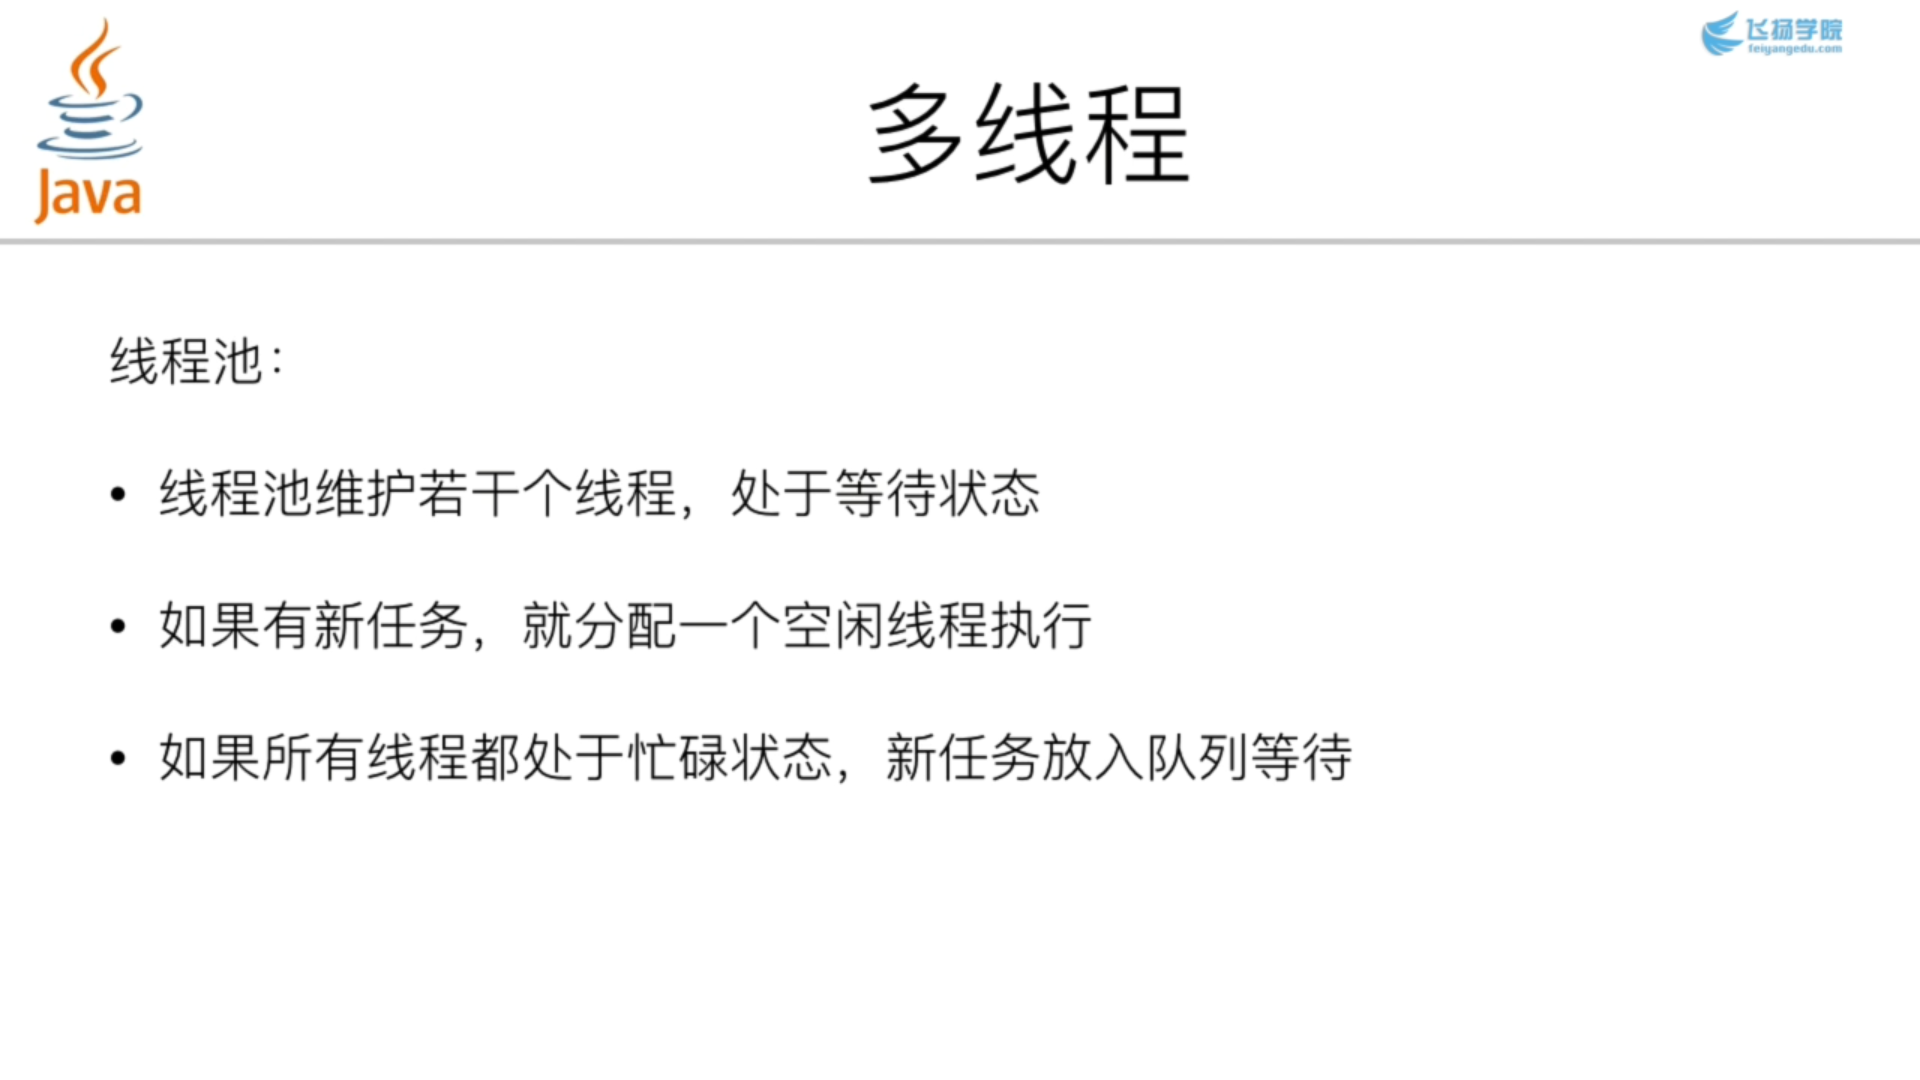 飞扬学院
feiyangedu.com
Java
多线程
线程池：
• 线程池维护若干个线程，处于等待状态
• 如果有新任务，就分配一个空闲线程执行
• 如果所有线程都处于忙碌状态，新任务放入队列等待